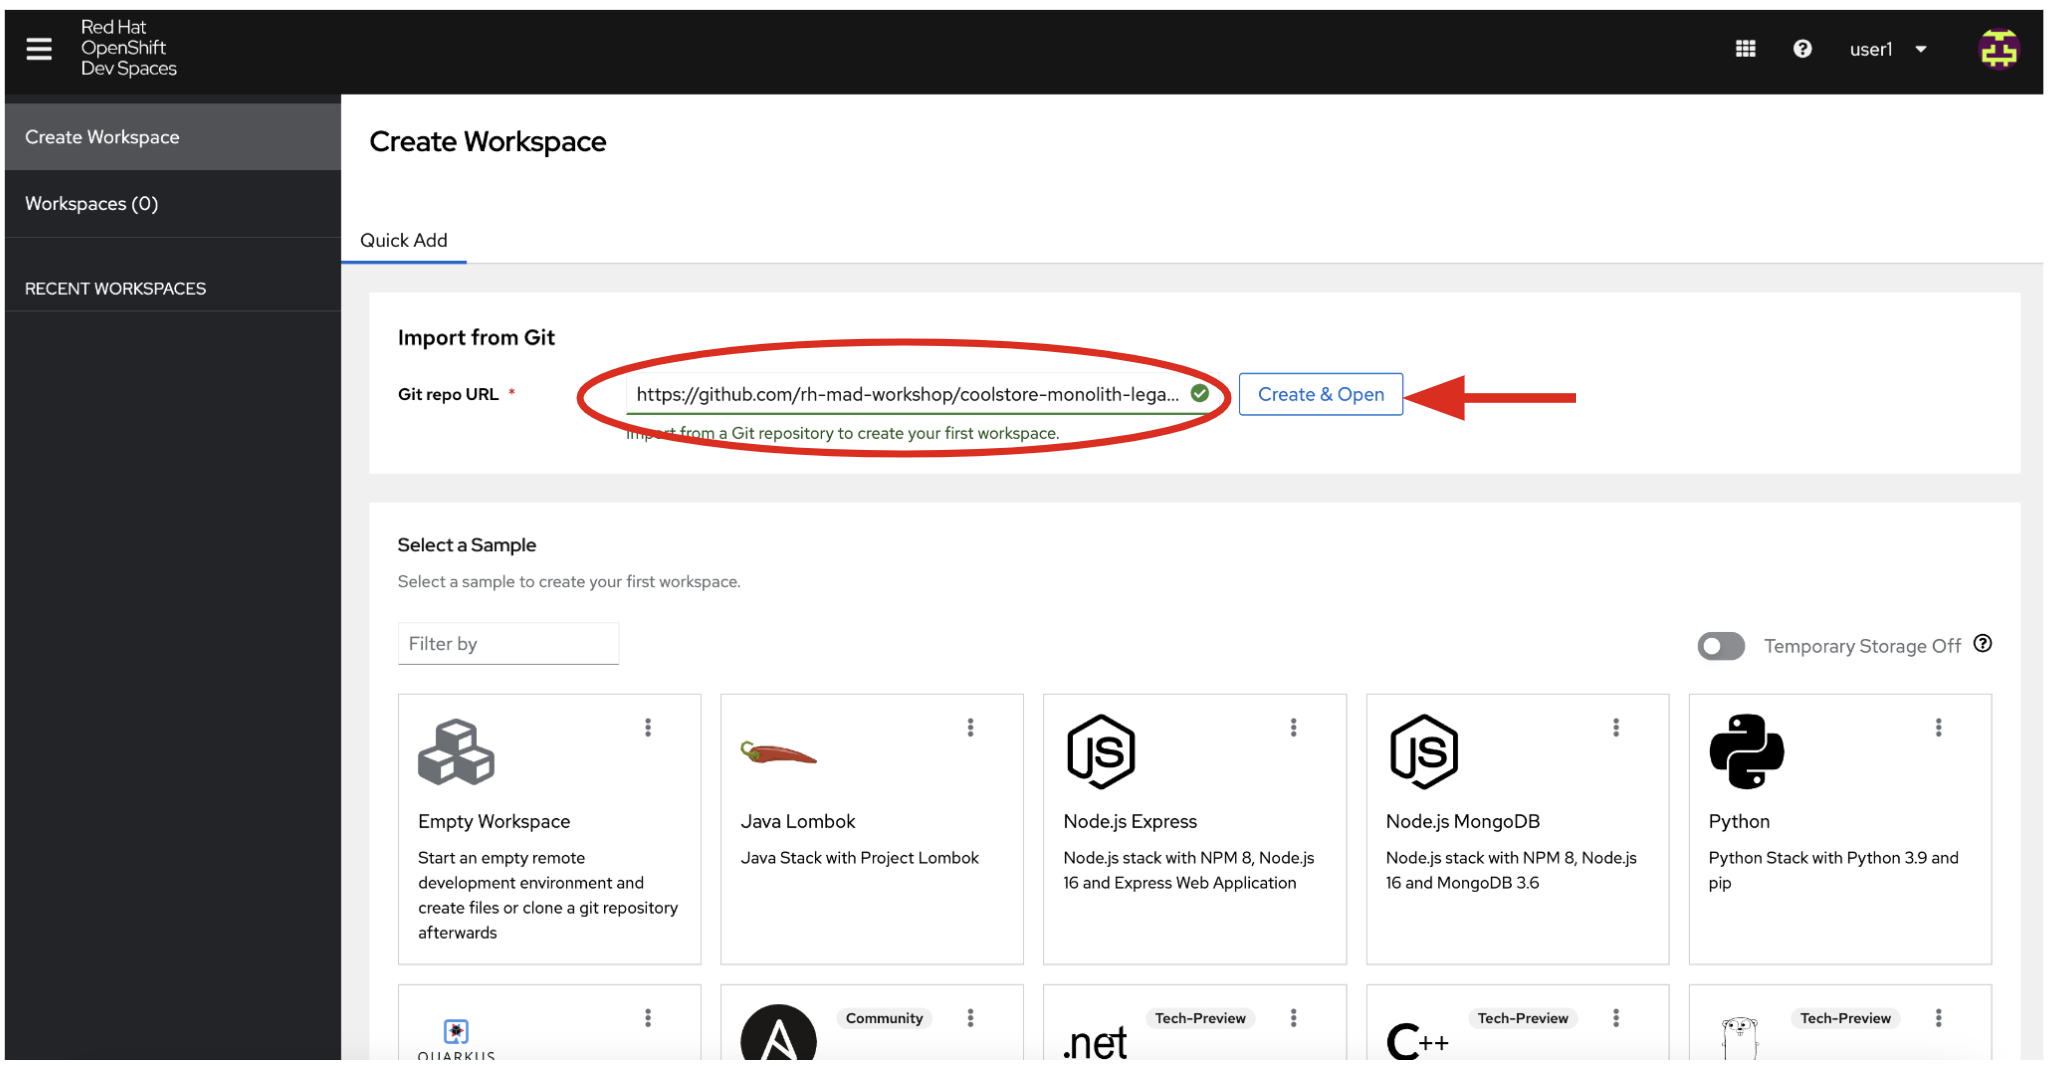 Red Hat
OpenShift
Dev Spaces
user1
Create Workspace
Workspaces (0)
RECENT WORKSPACES
Create Workspace
Quick Add
Import from Git
Git repo URL *
https://github.com/rh-mad-workshop/coolstore-monolith-lega...
Create & Open
Import from a Git repository to create your first workspace.
Select a Sample
Select a sample to create your first workspace.
Filter by
Temporary Storage Off
Empty Workspace
Start an empty remote
development environment and
create files or clone a git repository
afterwards
Java Lombok
Java Stack with Project Lombok
JS
Node.js Express
Node.js stack with NPM 8, Node.js
16 and Express Web Application
JS
Node.js MongoDB
Node.js stack with NPM 8, Node.js
16 and MongoDB 3.6
Python
Python Stack with Python 3.9 and
pip
QUARKUS
A
Community
.net
Tech-Preview
C++
Tech-Preview
Tech-Preview